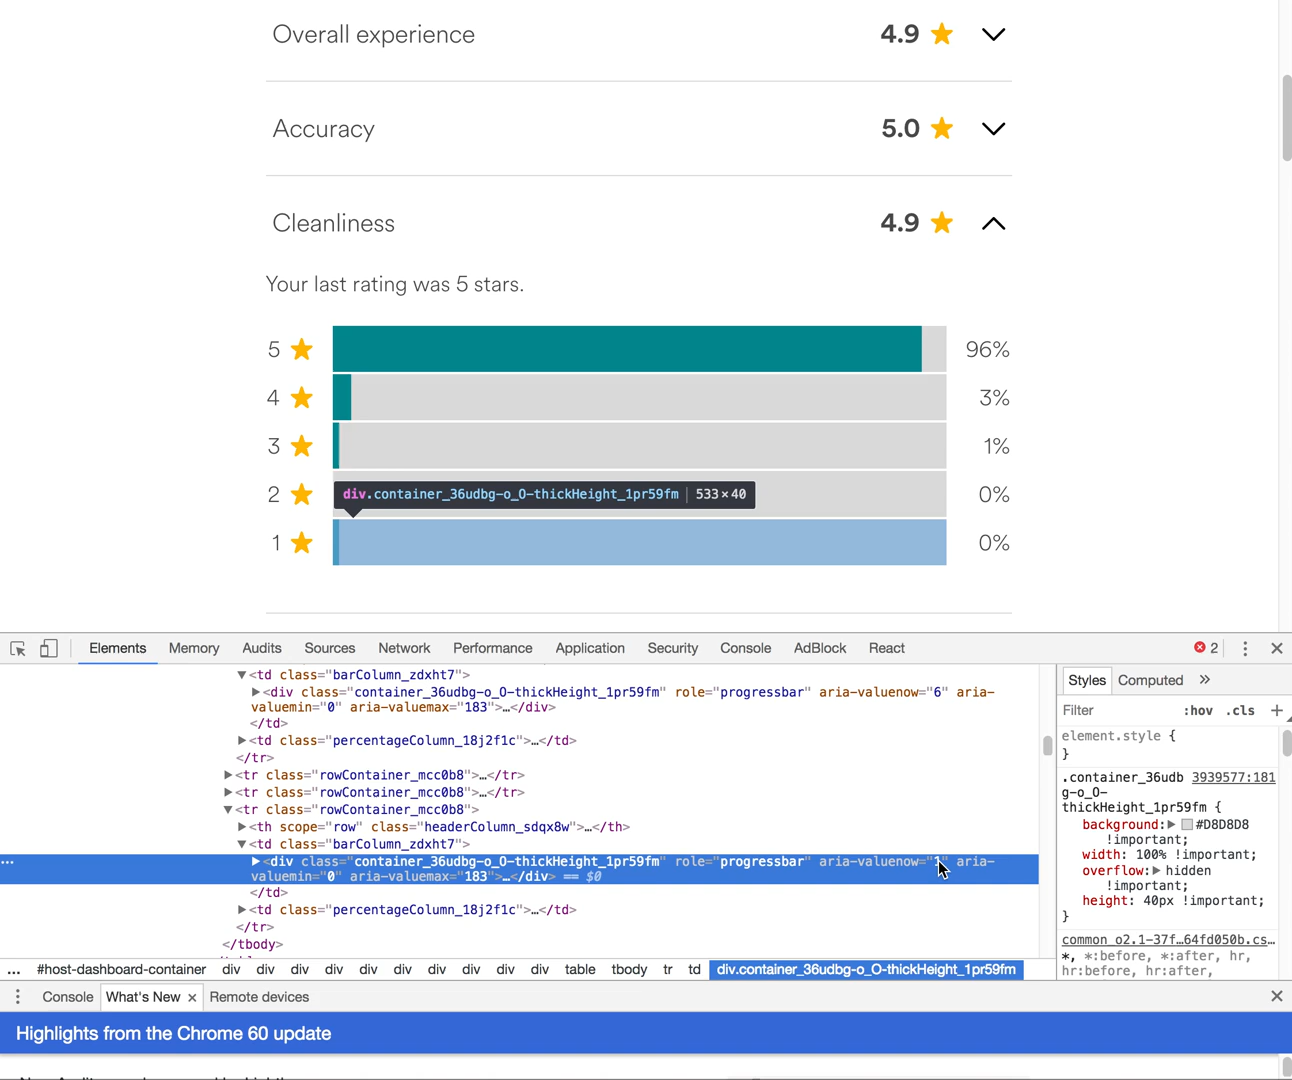 Overall experience 4.9
Accuracy 5.0
Cleanliness 4.9
Your last rating was 5 stars.
5 96%
4 3%
3 1%
2 div.container_36udbg-o_O-thickHeight_1pr59fm | 533×40 0%
1 0%
Elements Memory Audits Sources Network Performance Application Security Console AdBlock React 2
▼<td class="barColumn_zdxht7">
▶<div class="container_36udbg-o_O-thickHeight_1pr59fm" role="progressbar" aria-valuenow="6" aria-
valuemin="0" aria-valuemax="183">…</div>
</td>
▶<td class="percentageColumn_18j2f1c">…</td>
</tr>
▶<tr class="rowContainer_mcc0b8">…</tr>
▶<tr class="rowContainer_mcc0b8">…</tr>
▼<tr class="rowContainer_mcc0b8">
▶<th scope="row" class="headerColumn_sdqx8w">…</th>
▼<td class="barColumn_zdxht7">
… ▶<div class="container_36udbg-o_O-thickHeight_1pr59fm" role="progressbar" aria-valuenow="1" aria-
valuemin="0" aria-valuemax="183">…</div> == $0
</td>
▶<td class="percentageColumn_18j2f1c">…</td>
</tr>
</tbody>
Styles Computed »
Filter :hov .cls +
element.style {
}
.container_36udb 3939577:181
g-o_O-
thickHeight_1pr59fm {
background:▶ #D8D8D8
!important;
width: 100% !important;
overflow:▶ hidden
!important;
height: 40px !important;
}
common_o2.1-37f…64fd050b.cs…
*, *:before, *:after, hr,
hr:before, hr:after,
... #host-dashboard-container div div div div div div div div div div table tbody tr td div.container_36udbg-o_O-thickHeight_1pr59fm
Console What's New × Remote devices
Highlights from the Chrome 60 update